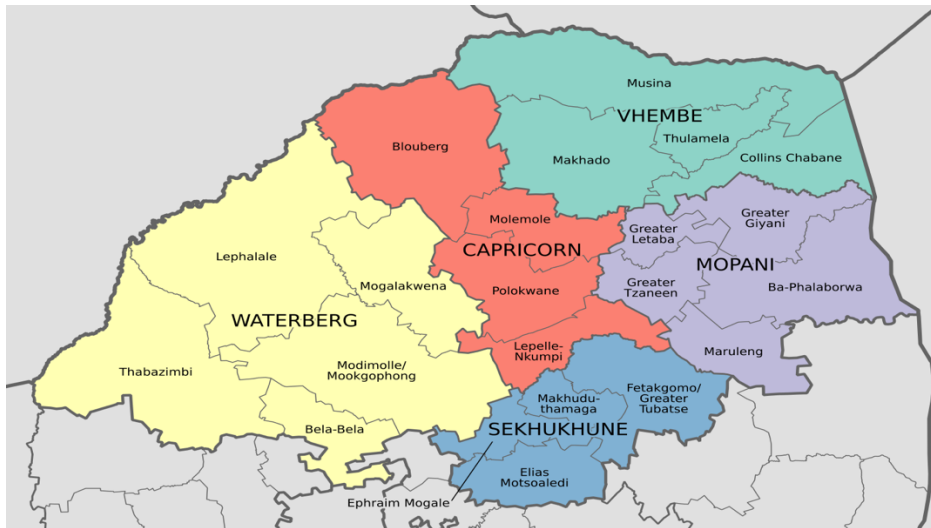 Musina
VHEMBE
Thulamela
Makhado
Collins Chabane
Blouberg
Molemole
CAPRICORN
Polokwane
Lepelle-
Nkumpi
Greater
Letaba
Greater
Giyani
MOPANI
Greater
Tzaneen
Ba-Phalaborwa
Maruleng
Lephalale
Mogalakwena
WATERBERG
Thabazimbi
Modimolle/
Mookgophong
Bela-Bela
Makhudu-
thamaga
Fetakgomo/
Greater
Tubatse
SEKHUKHUNE
Elias
Motsoaledi
Ephraim Mogale